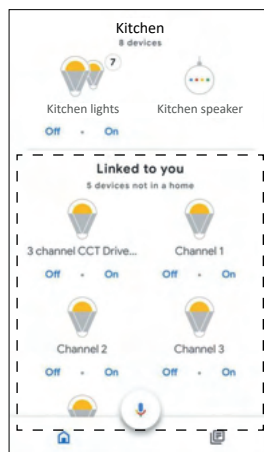 Kitchen
8 devices
7
Kitchen lights Kitchen speaker
Off • On
Linked to you
5 devices not in a home
3 channel CCT Drive... Channel 1
Off • On Off • On
Channel 2 Channel 3
Off • On Off • On